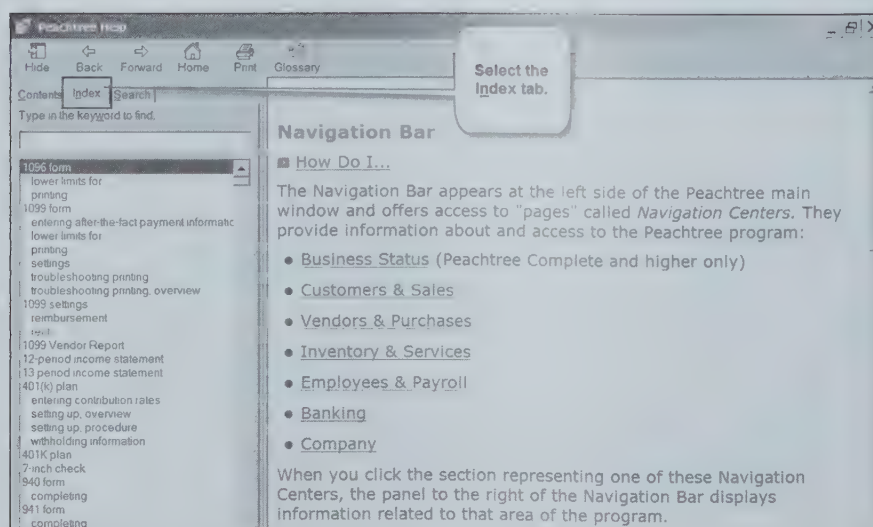 Peachtree Help
Hide Back Forward Home Print Glossary
Select the
Index tab.
Contents Index Search
Type in the keyword to find.
1096 form
lower limits for
printing
1099 form
entering after-the-fact payment informatic
lower limits for
printing
settings
troubleshooting printing
troubleshooting printing, overview
1099 settings
reimbursement
1099 Vendor Report
12-period income statement
13 period income statement
401(k) plan
entering contribution rates
setting up, overview
setting up, procedure
withholding information
401K plan
7-inch check
940 form
completing
941 form
completing
Navigation Bar
How Do I...
The Navigation Bar appears at the left side of the Peachtree main
window and offers access to "pages" called Navigation Centers. They
provide information about and access to the Peachtree program:
• Business Status (Peachtree Complete and higher only)
• Customers & Sales
• Vendors & Purchases
• Inventory & Services
• Employees & Payroll
• Banking
• Company
When you click the section representing one of these Navigation
Centers, the panel to the right of the Navigation Bar displays
information related to that area of the program.